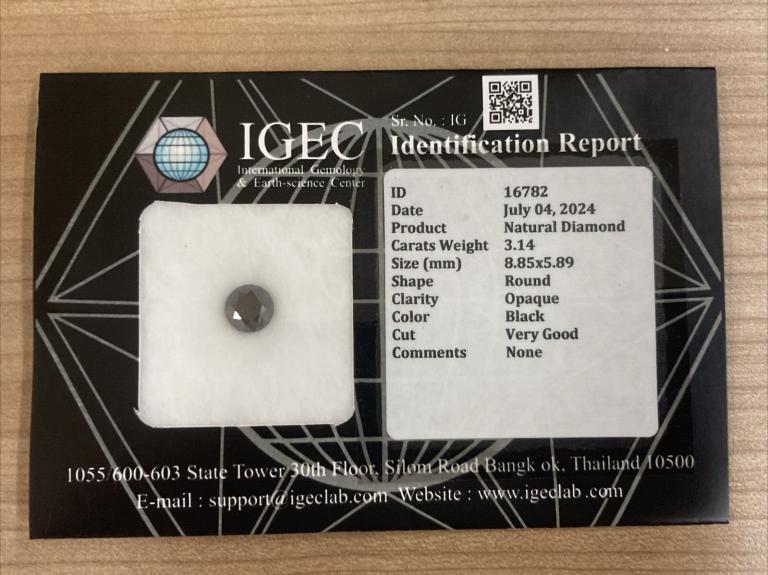 Sr. No. : IG
IGEC
International Gemology
& Earth-science Center
Identification Report
ID 16782
Date July 04, 2024
Product Natural Diamond
Carats Weight 3.14
Size (mm) 8.85x5.89
Shape Round
Clarity Opaque
Color Black
Cut Very Good
Comments None
1055/600-603 State Tower 30th Floor, Silom Road Bangk ok, Thailand 10500
E-mail : support@igeclab.com Website : www.igeclab.com